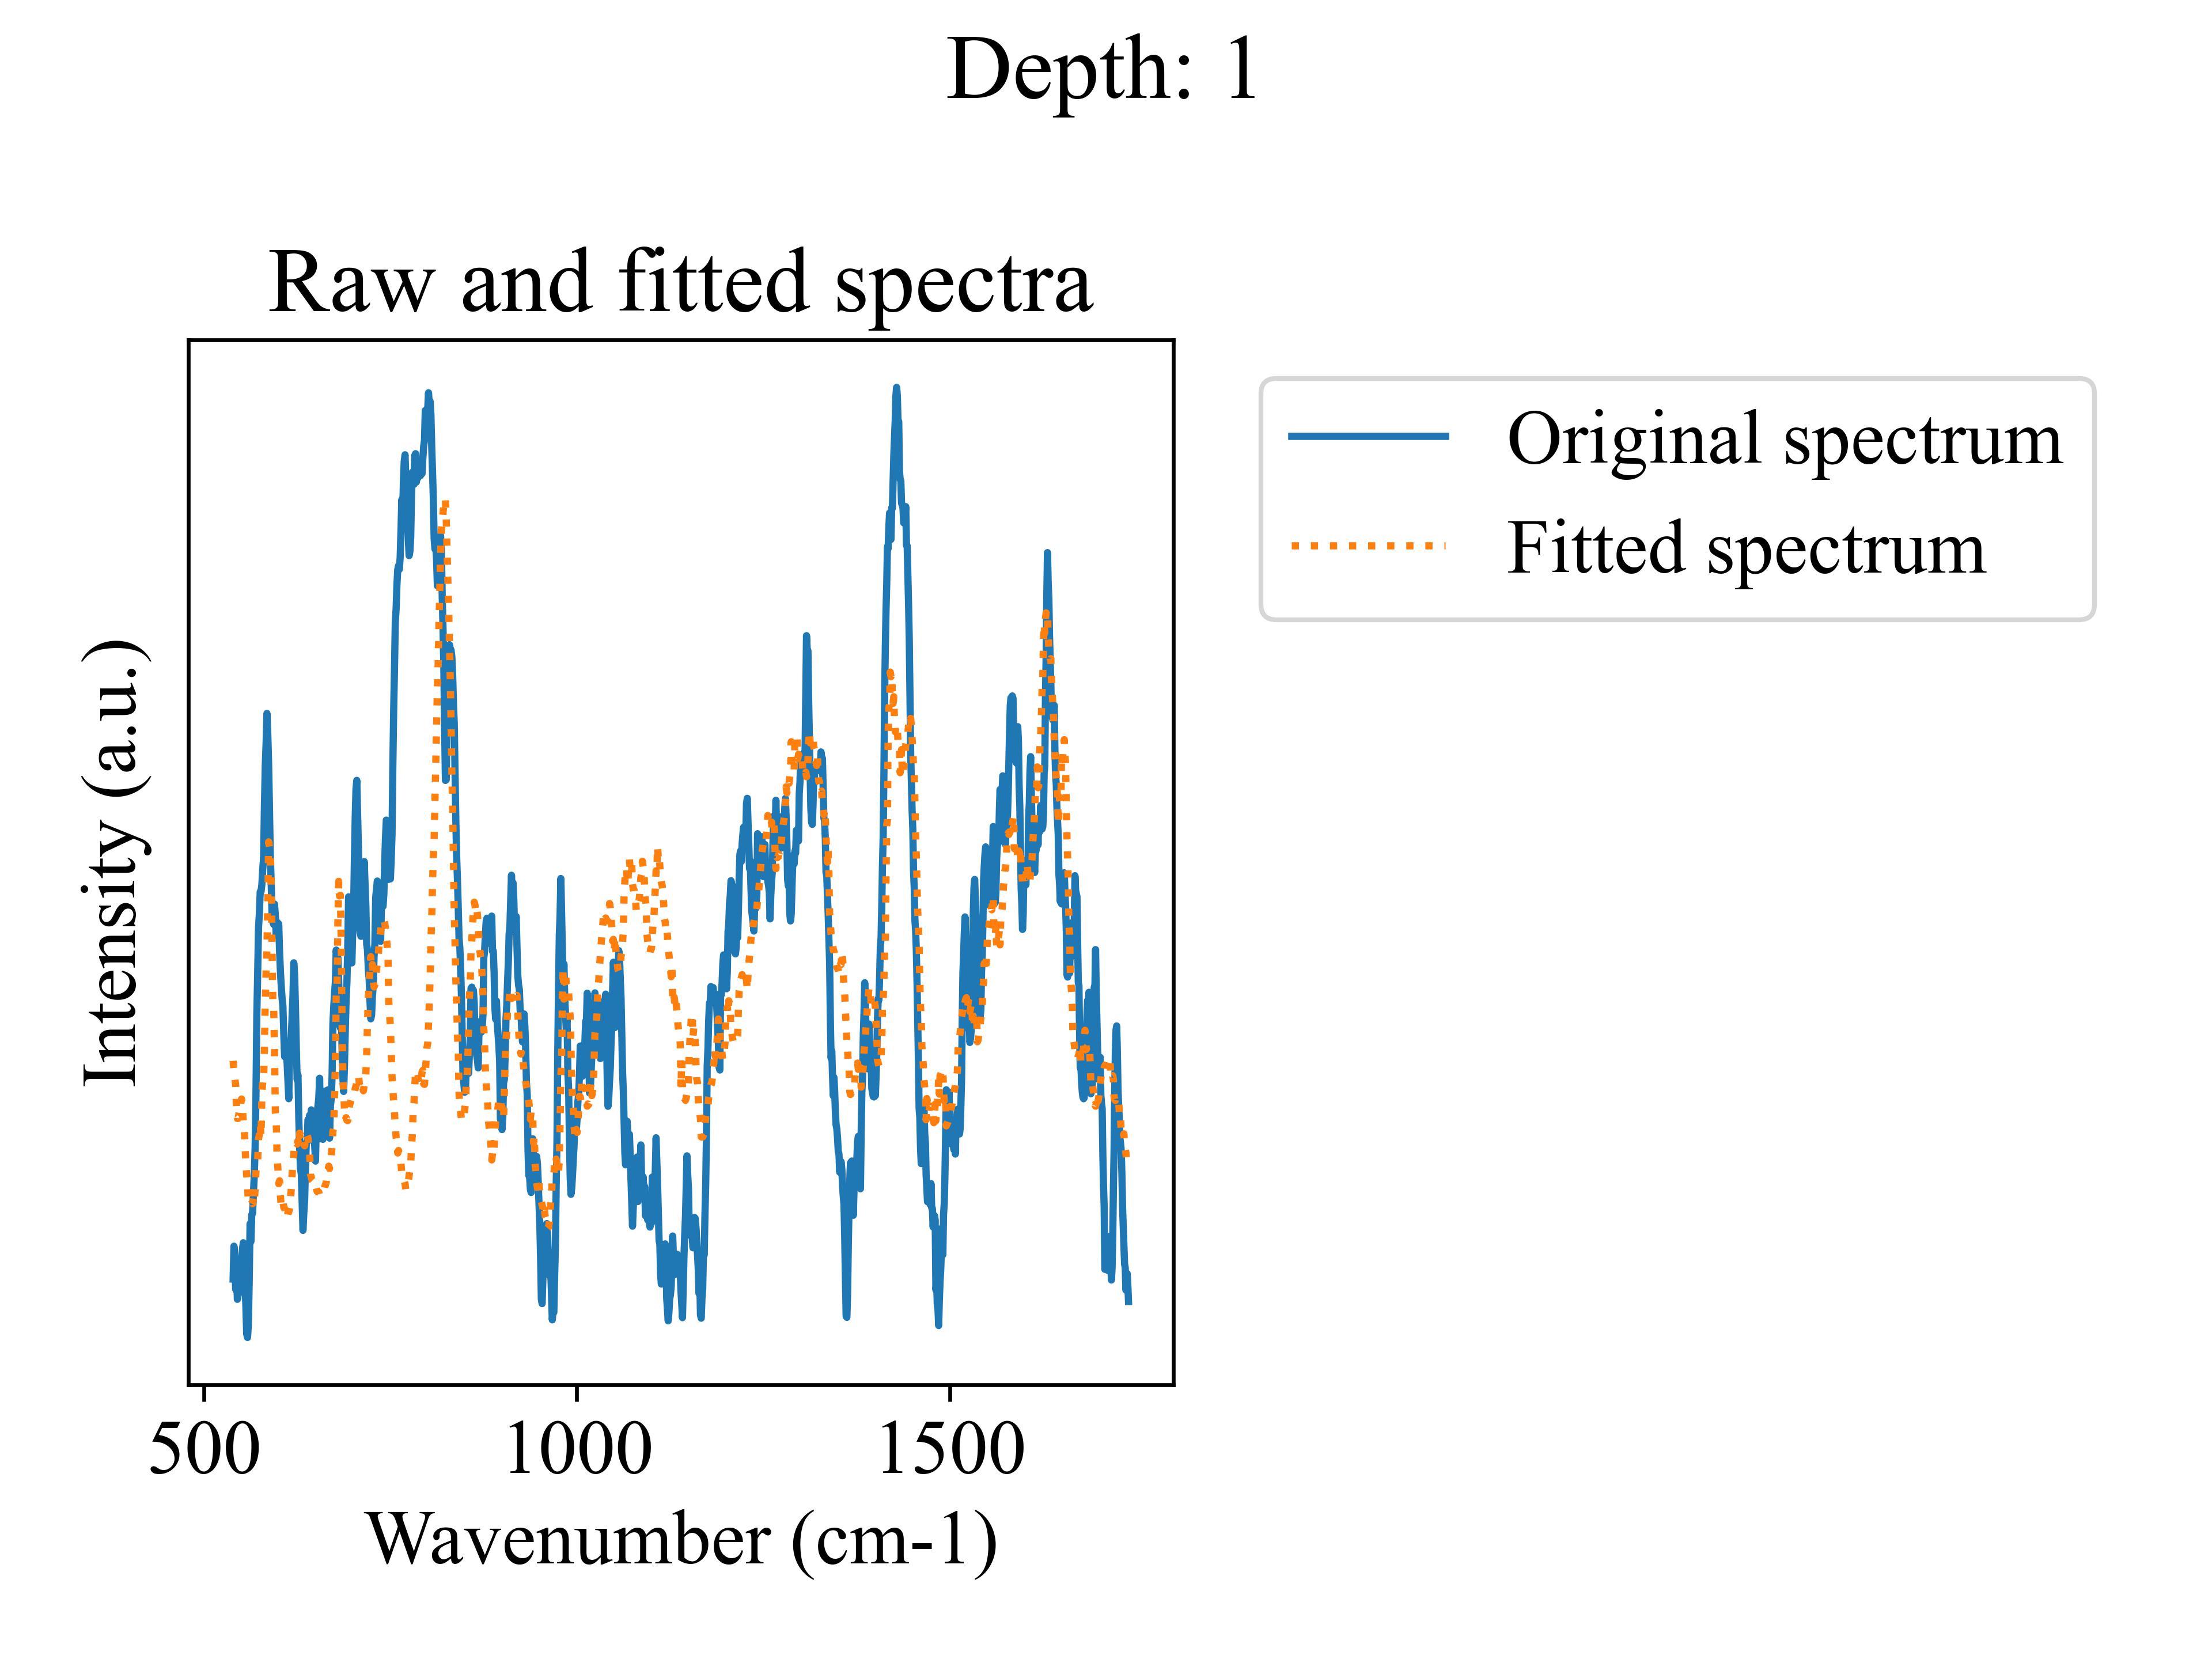 Depth: 1
Raw and fitted spectra
Original spectrum
Fitted spectrum
Intensity (a.u.)
500 1000 1500
Wavenumber (cm-1)